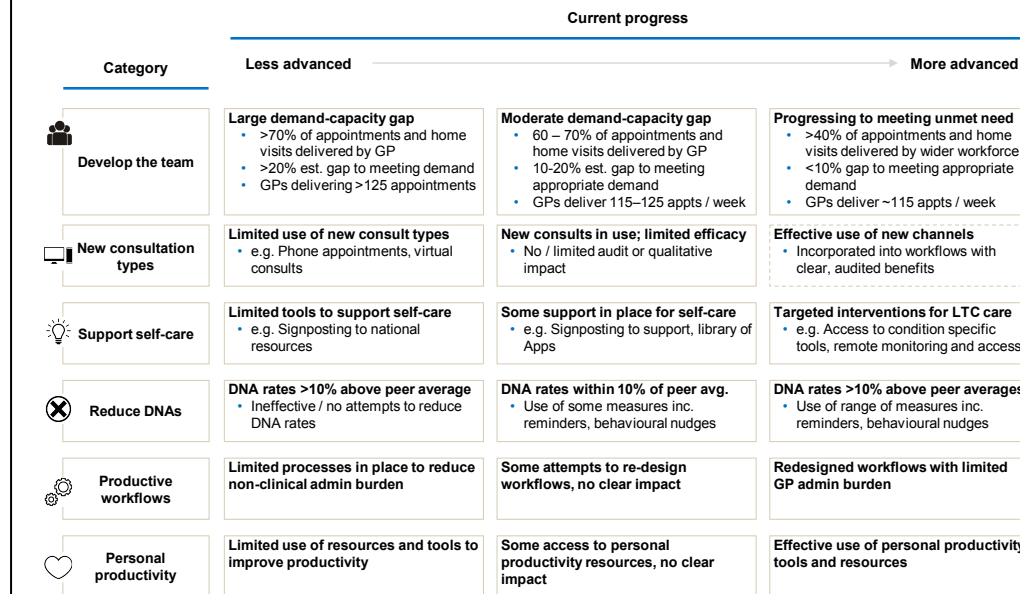 Current progress
Category
Less advanced
More advanced
Develop the team
Large demand-capacity gap
• >70% of appointments and home
visits delivered by GP
• >20% est. gap to meeting demand
• GPs delivering >125 appointments
Moderate demand-capacity gap
• 60 – 70% of appointments and
home visits delivered by GP
• 10-20% est. gap to meeting
appropriate demand
• GPs deliver 115–125 appts / week
Progressing to meeting unmet need
• >40% of appointments and home
visits delivered by wider workforce
• <10% gap to meeting appropriate
demand
• GPs deliver ~115 appts / week
New consultation
types
Limited use of new consult types
• e.g. Phone appointments, virtual
consults
New consults in use; limited efficacy
• No / limited audit or qualitative
impact
Effective use of new channels
• Incorporated into workflows with
clear, audited benefits
Support self-care
Limited tools to support self-care
• e.g. Signposting to national
resources
Some support in place for self-care
• e.g. Signposting to support, library of
Apps
Targeted interventions for LTC care
• e.g. Access to condition specific
tools, remote monitoring and access
Reduce DNAs
DNA rates >10% above peer average
• Ineffective / no attempts to reduce
DNA rates
DNA rates within 10% of peer avg.
• Use of some measures inc.
reminders, behavioural nudges
DNA rates >10% above peer averages
• Use of range of measures inc.
reminders, behavioural nudges
Productive
workflows
Limited processes in place to reduce
non-clinical admin burden
Some attempts to re-design
workflows, no clear impact
Redesigned workflows with limited
GP admin burden
Personal
productivity
Limited use of resources and tools to
improve productivity
Some access to personal
productivity resources, no clear
impact
Effective use of personal productivity
tools and resources